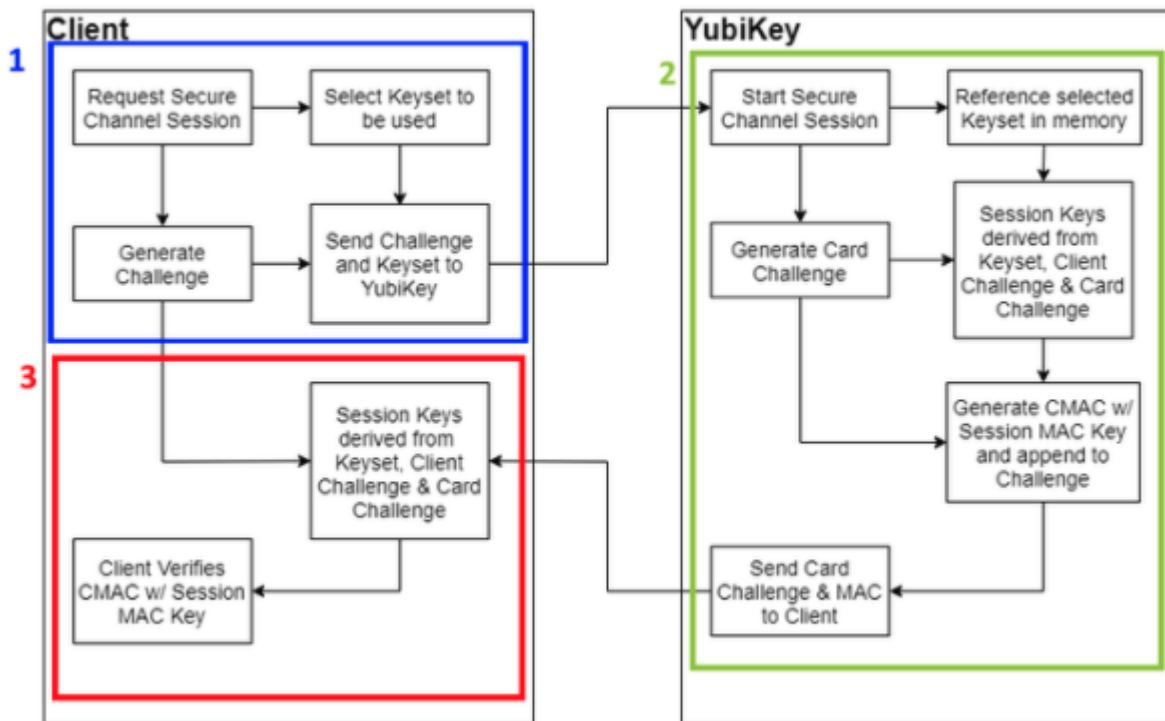 Client
YubiKey
1
2
Request Secure
Channel Session
Select Keyset to
be used
Start Secure
Channel Session
Reference selected
Keyset in memory
Generate
Challenge
Send Challenge
and Keyset to
YubiKey
Generate Card
Challenge
Session Keys
derived from
Keyset, Client
Challenge & Card
Challenge
3
Session Keys
derived from
Keyset, Client
Challenge & Card
Challenge
Generate CMAC w/
Session MAC Key
and append to
Challenge
Client Verifies
CMAC w/ Session
MAC Key
Send Card
Challenge & MAC
to Client